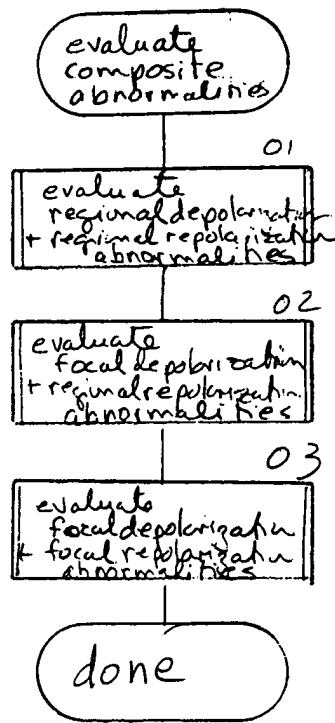 evaluate
composite
abnormalities
01
evaluate
regional depolarization
+ regional repolarization
abnormalities
02
evaluate
focal depolarization
+ regional repolarization
abnormalities
03
evaluate
focal depolarization
+ focal repolarization
abnormalities
done